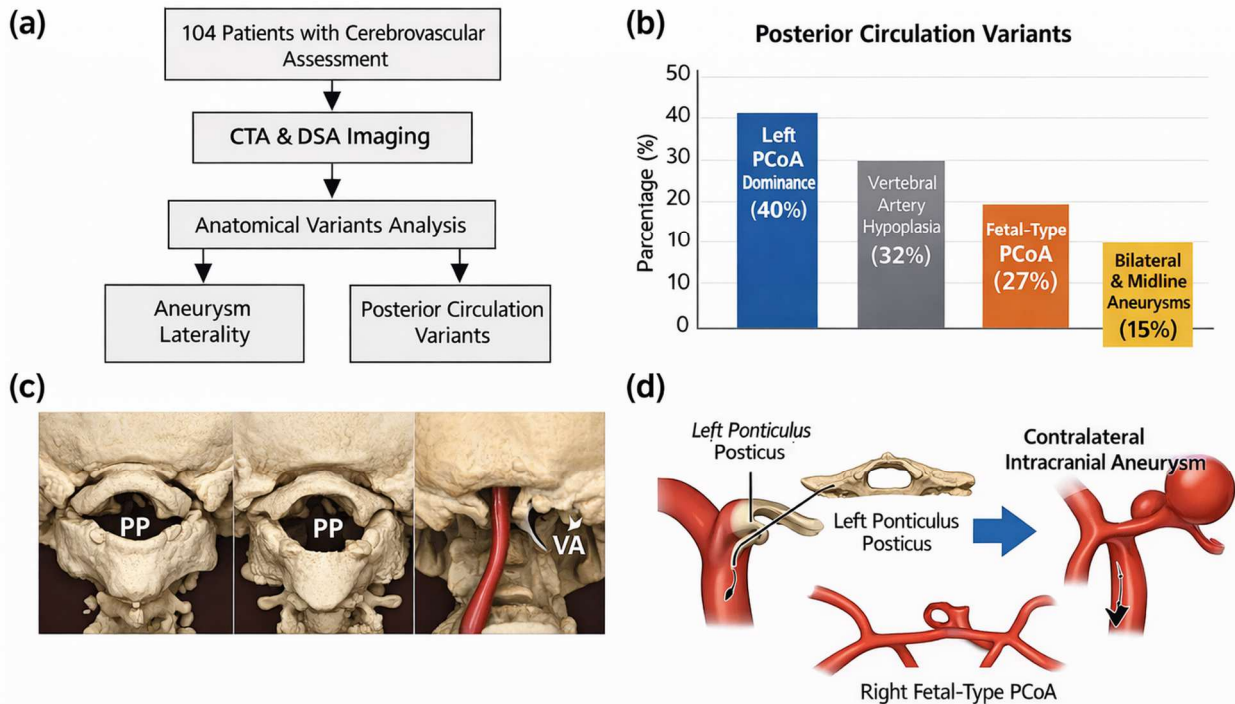 (a)
104 Patients with Cerebrovascular
Assessment
CTA & DSA Imaging
Anatomical Variants Analysis
Aneurysm
Laterality
Posterior Circulation
Variants
(b)
Posterior Circulation Variants
Parcentage (%)
50
40
30
20
10
10
0
Left
PCoA
Dominance
(40%)
Vertebral
Artery
Hypoplasia
(32%)
Fetal-Type
PCoA
(27%)
Bilateral
& Midline
Aneurysms
(15%)
(c)
PP
PP
VA
(d)
Left Ponticulus
Posticus
Left Ponticulus
Posticus
Contralateral
Intracranial Aneurysm
Right Fetal-Type PCoA